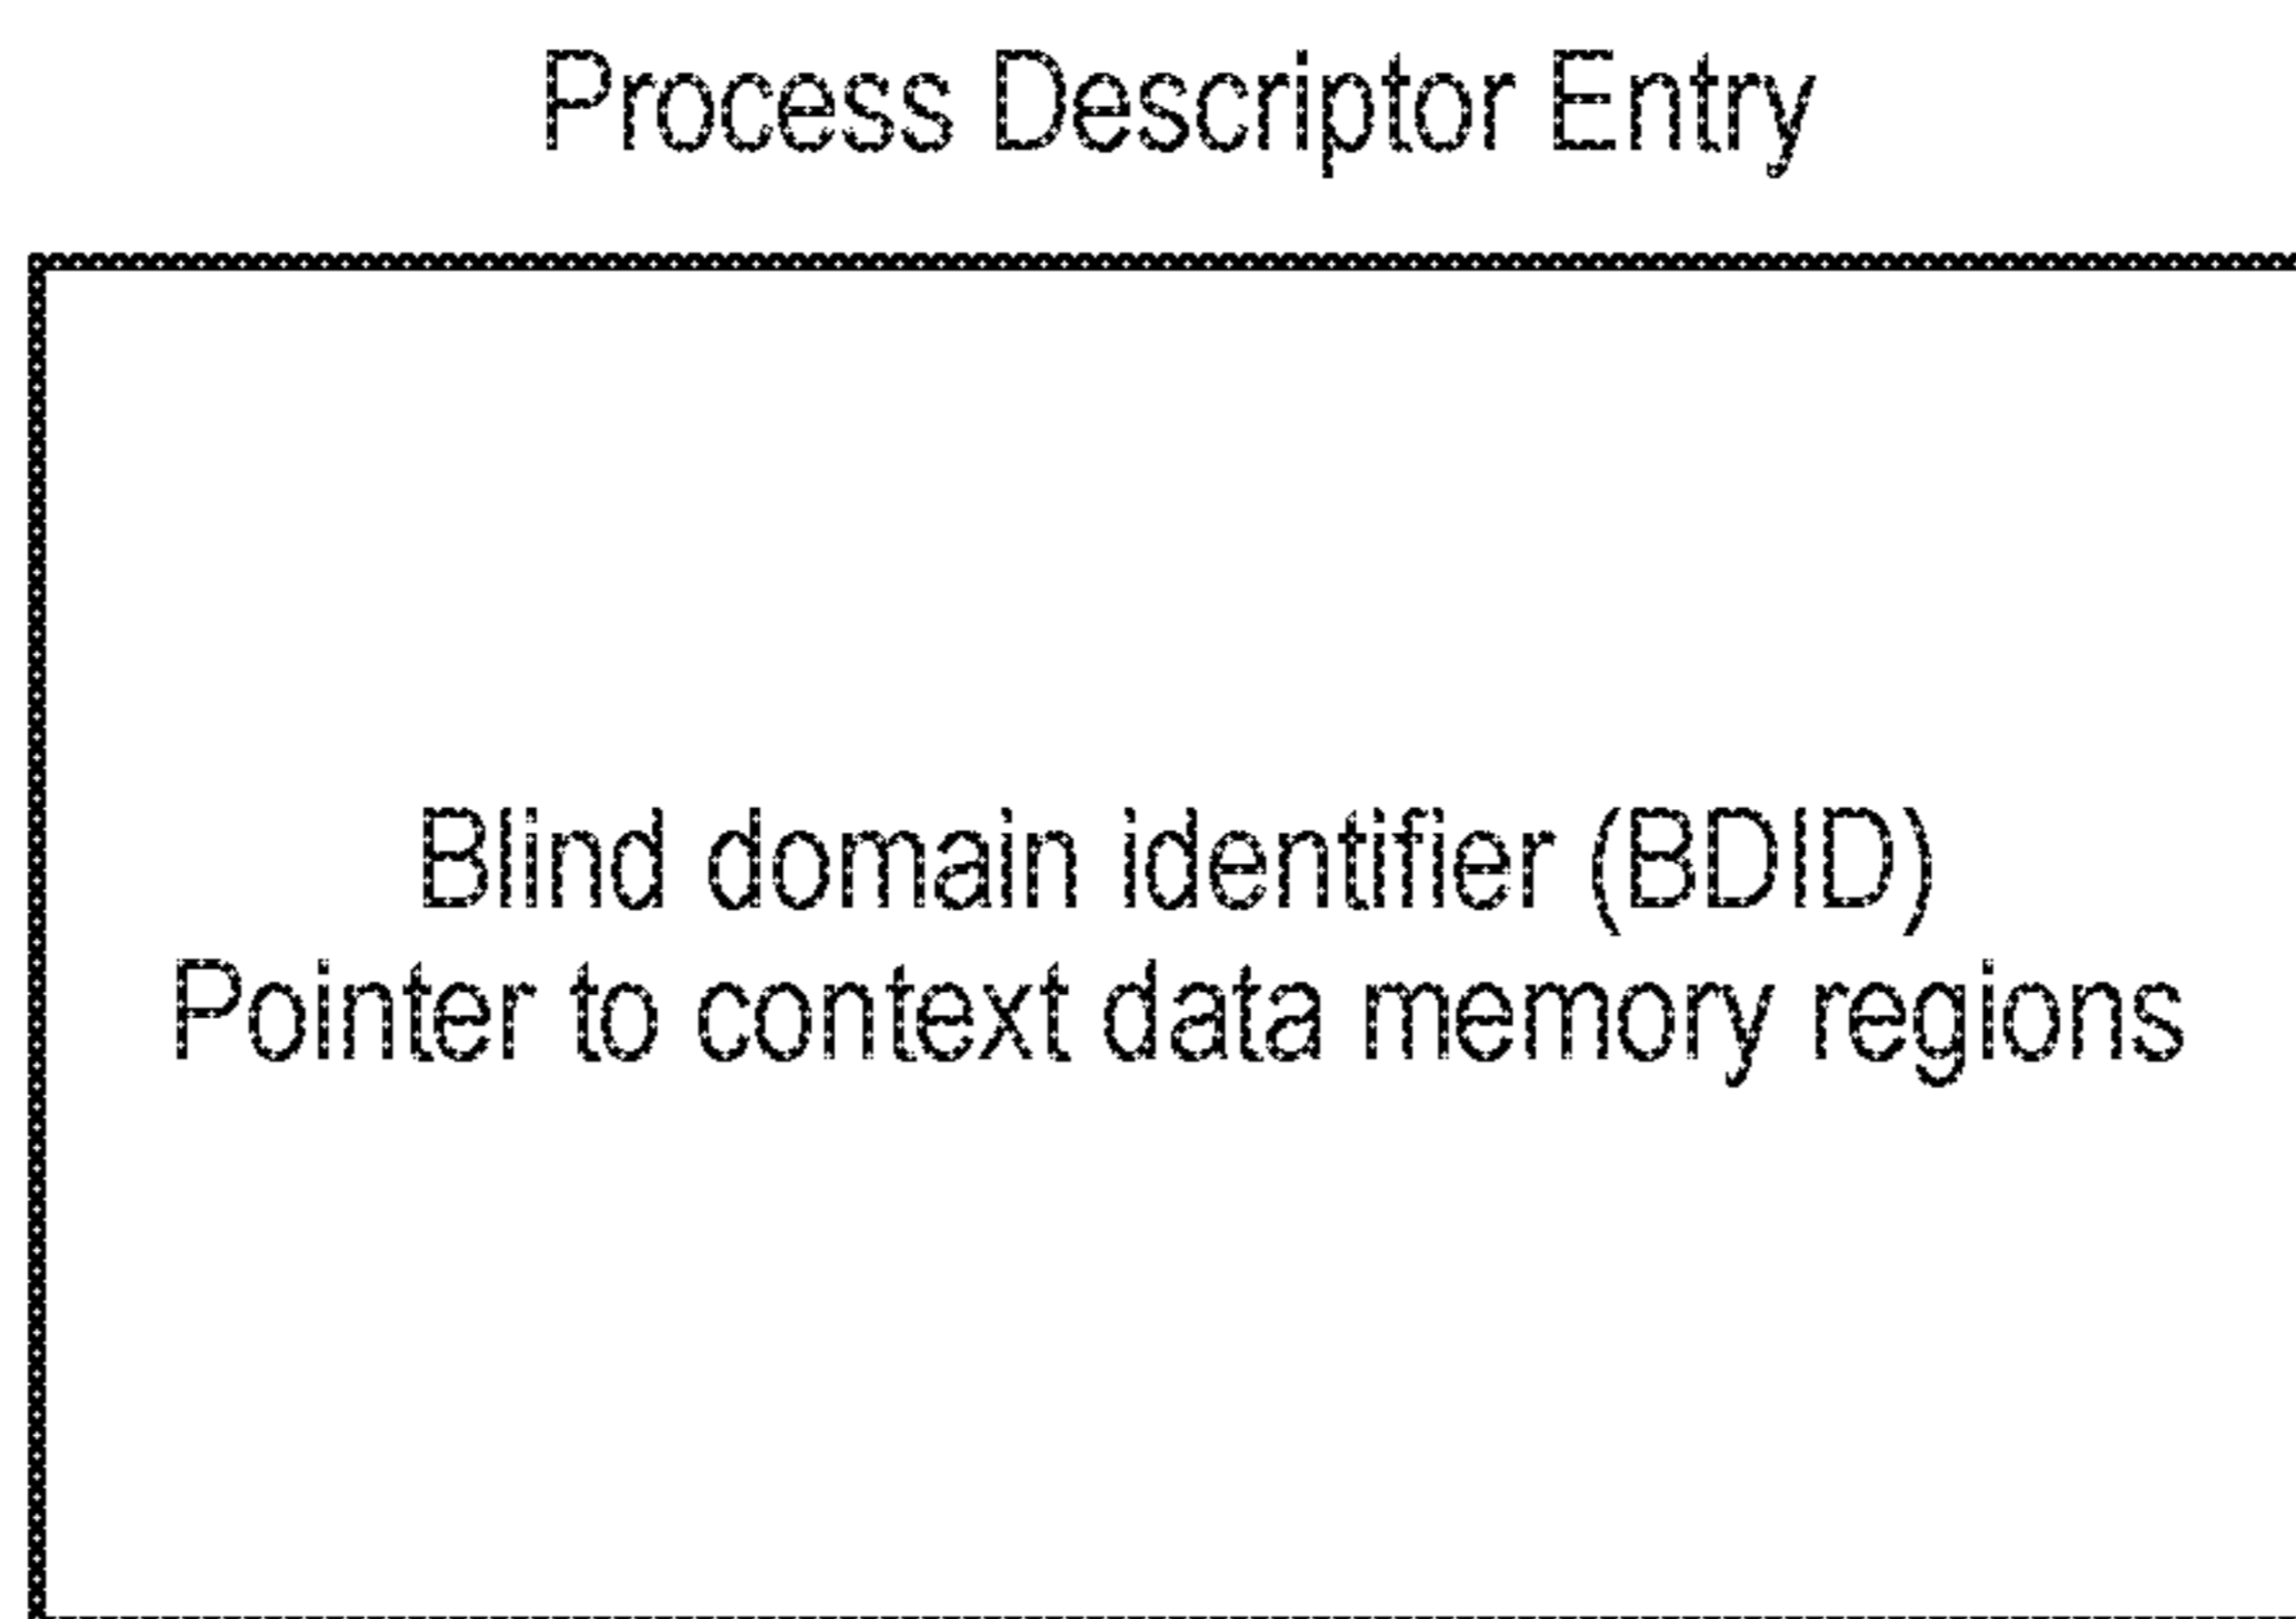 Process Descriptor Entry
Blind domain identifier (BDID)
Pointer to context data memory regions